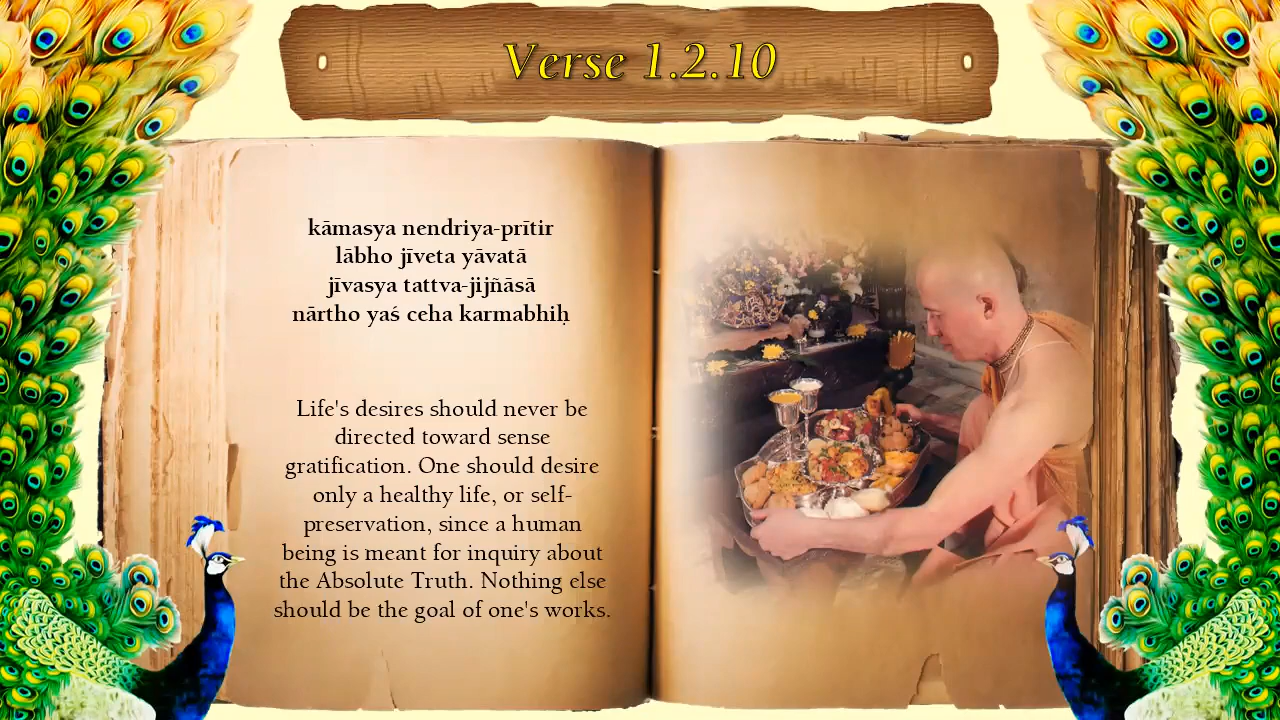 Verse 1.2.10
kāmasya nendriya-prītir
lābho jīveta yāvatā
jīvasya tattva-jijñāsā
nārtho yaś ceha karmabhiḥ
Life's desires should never be
directed toward sense
gratification. One should desire
only a healthy life, or self-
preservation, since a human
being is meant for inquiry about
the Absolute Truth. Nothing else
should be the goal of one's works.